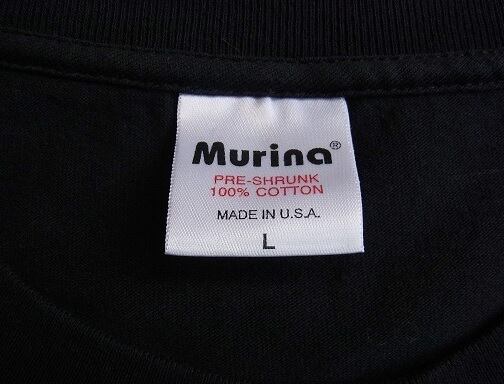 Murina®
PRE-SHRUNK
100% COTTON
MADE IN U.S.A.
L